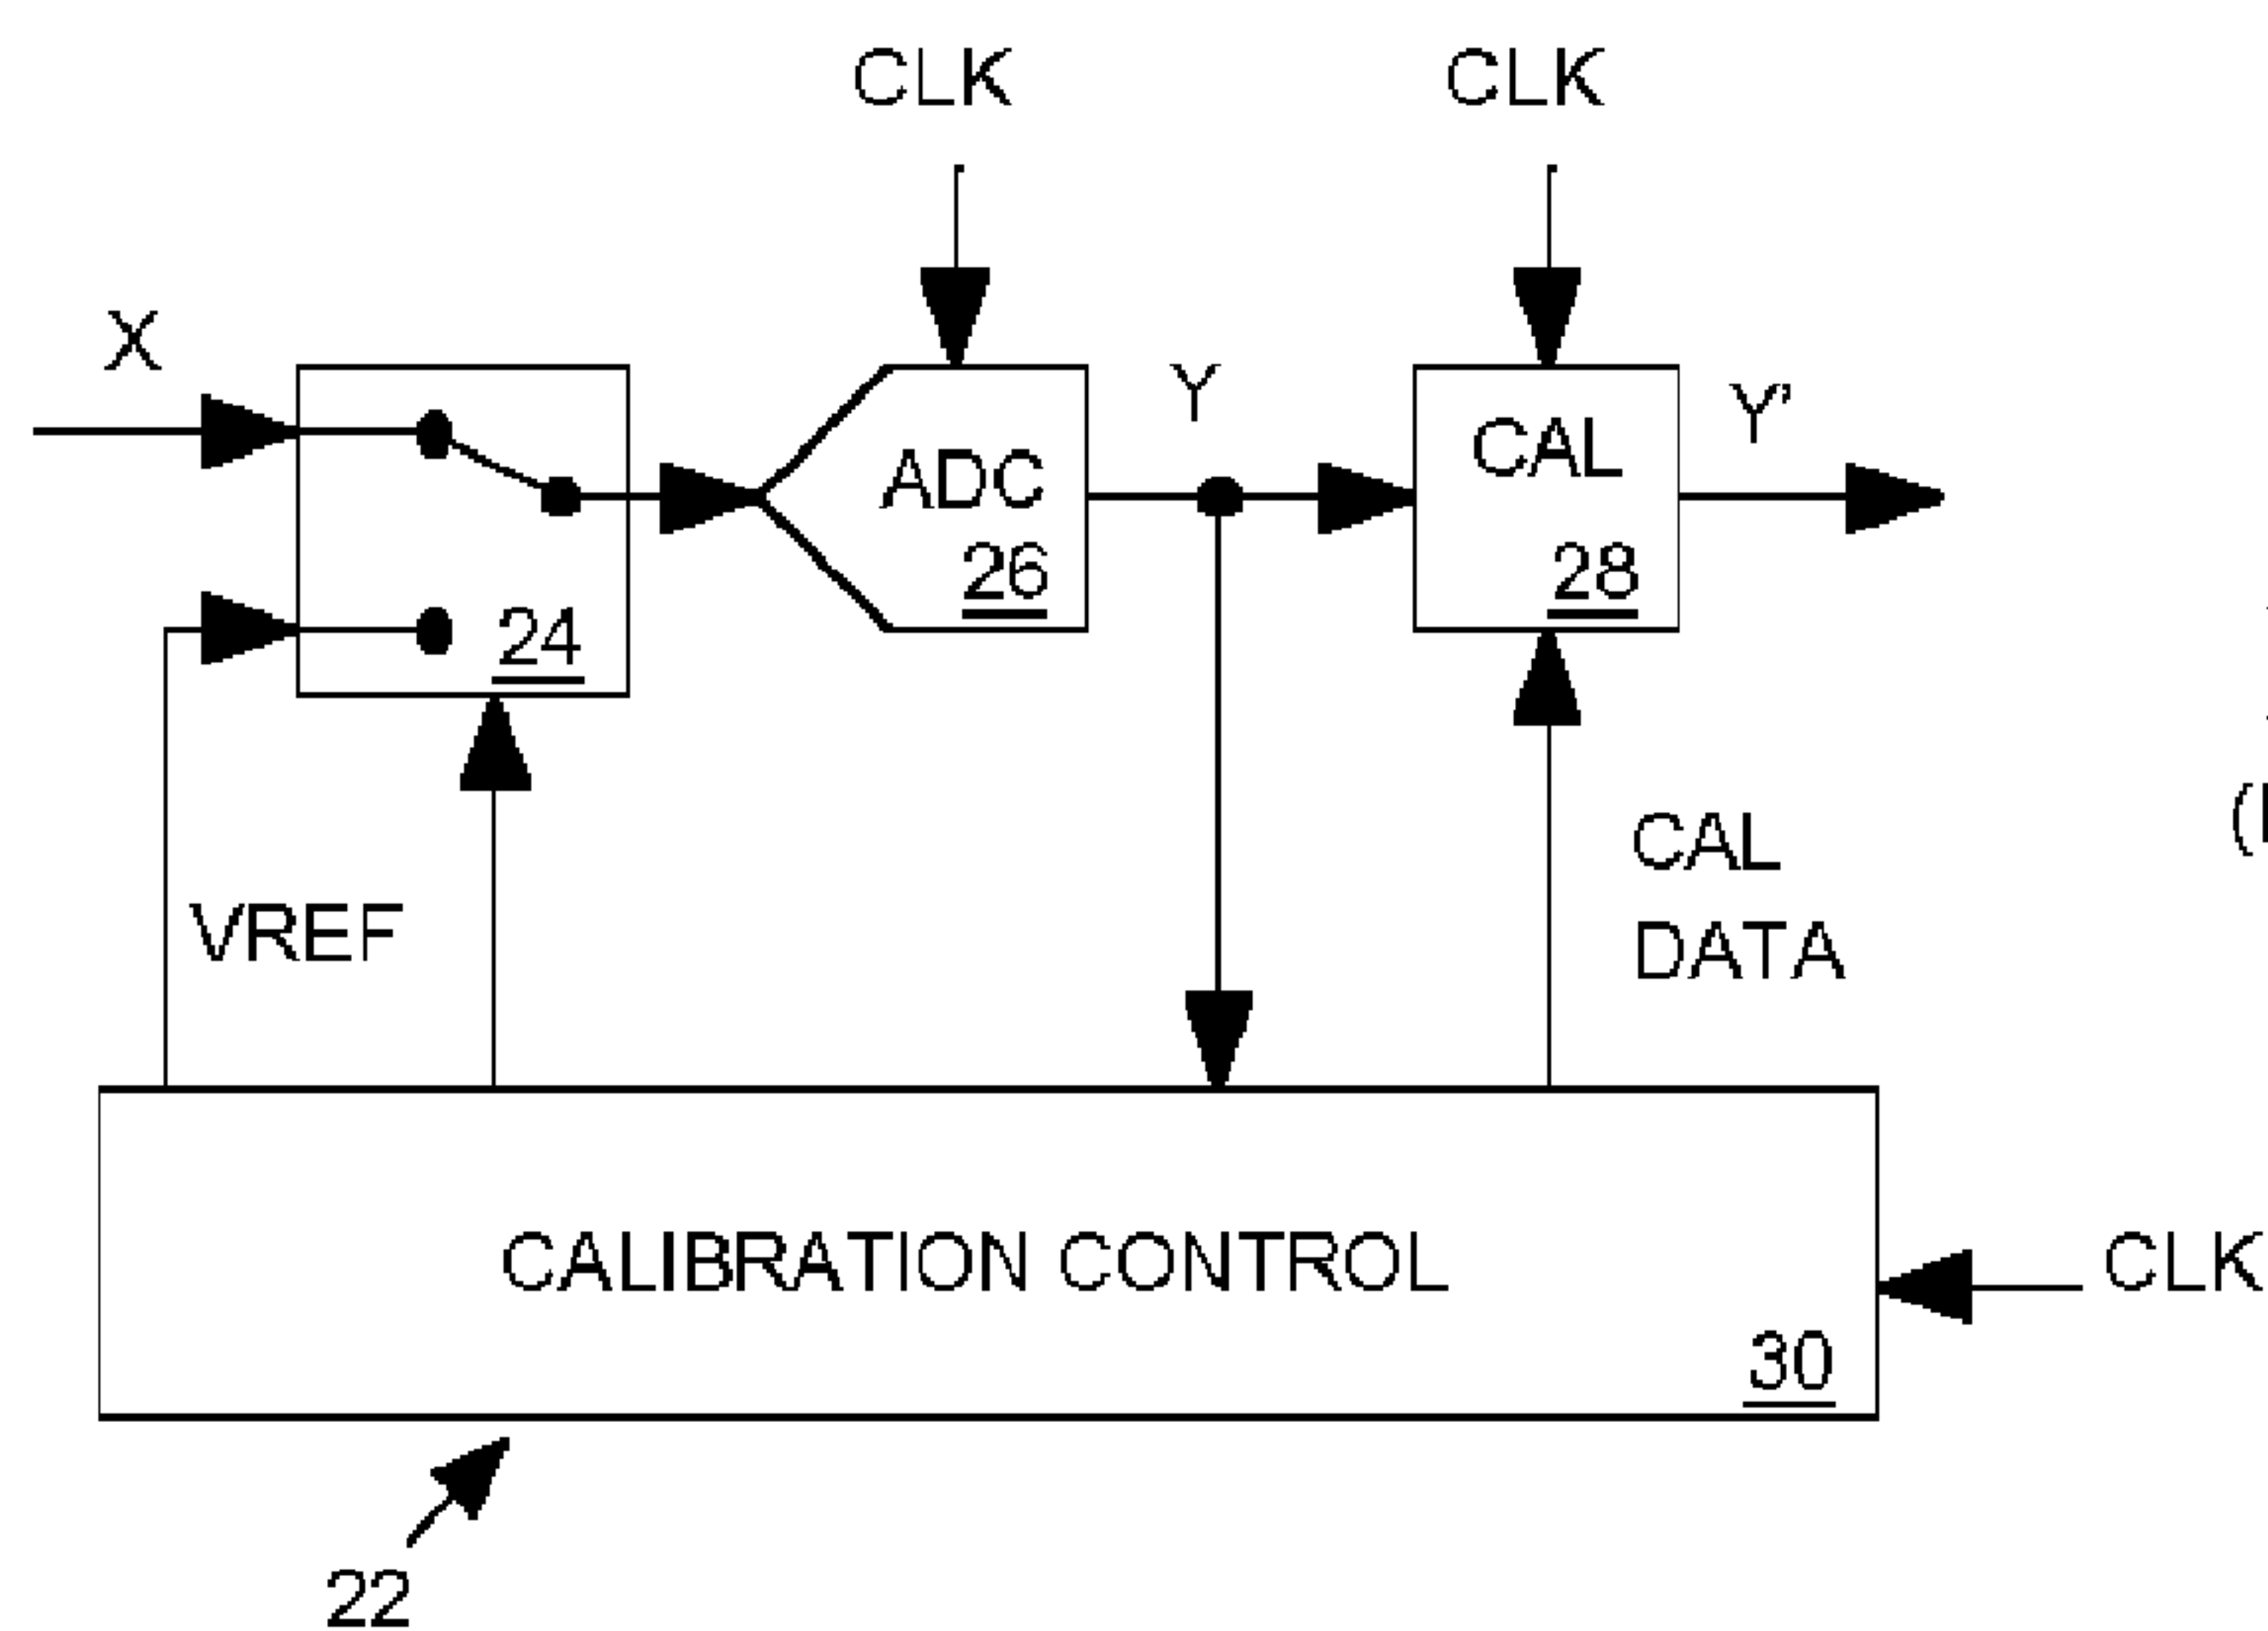 CLK
CLK
X
Y
Y'
ADC
CAL
26
28
24
CAL
DATA
VREF
CALIBRATION CONTROL
CLK
30
22